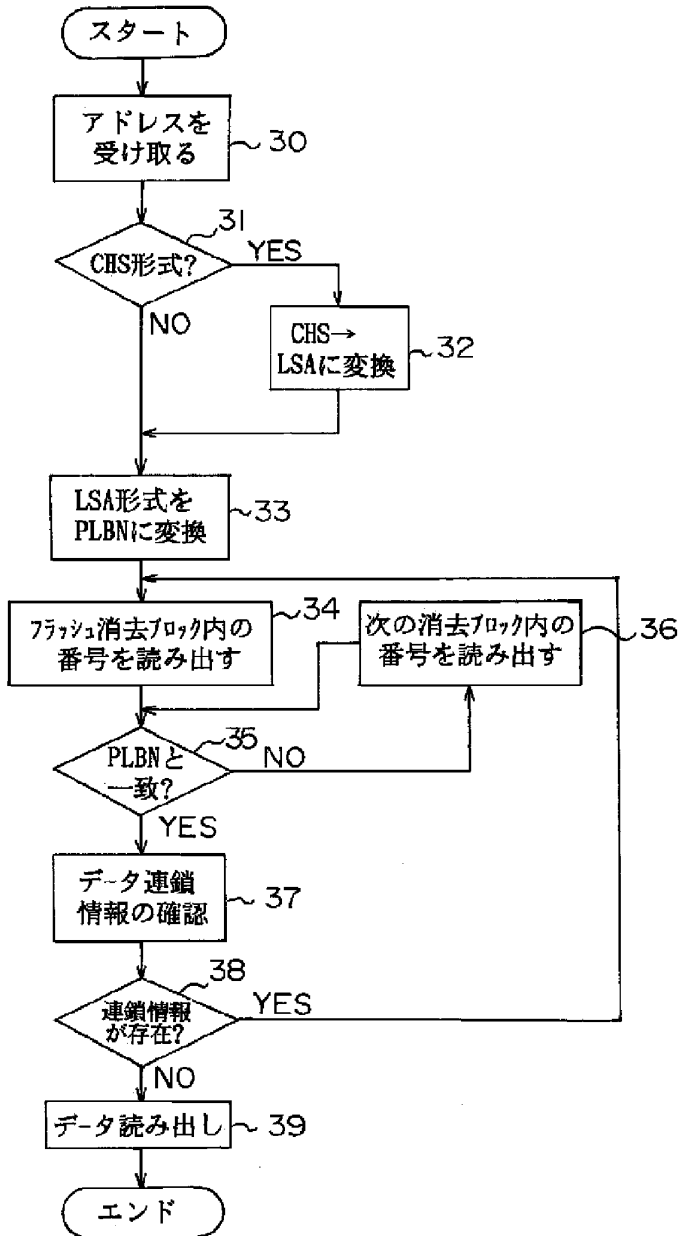 スタート
アドレスを
受け取る
30
31
CHS形式?
YES
NO
CHS→
LSAに変換
32
LSA形式を
PLBNに変換
33
フラッシュ消去ブロック内の
番号を読み出す
34
次の消去ブロック内の
番号を読み出す
36
35
PLBNと
一致?
NO
YES
データ連鎖
情報の確認
37
38
連鎖情報
が存在?
YES
NO
データ読み出し
39
エンド